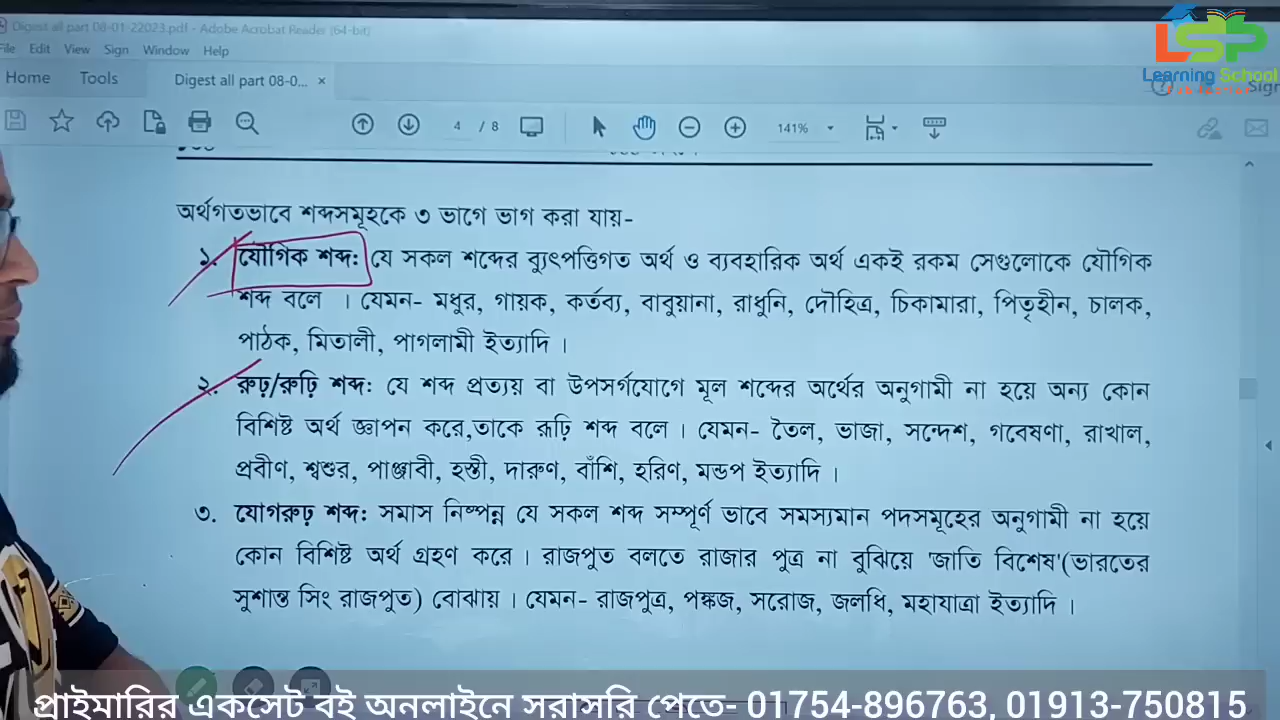 Digest all part 08-01-22023.pdf - Adobe Acrobat Reader (64-bit)
File Edit View Sign Window Help
Home Tools Digest all part 08-0... ×
4 / 8 141%
LSP
Learning School
Sign
অর্থগতভাবে শব্দসমূহকে ৩ ভাগে ভাগ করা যায়-
১. যৌগিক শব্দ: যে সকল শব্দের ব্যুৎপত্তিগত অর্থ ও ব্যবহারিক অর্থ একই রকম সেগুলোকে যৌগিক
শব্দ বলে । যেমন- মধুর, গায়ক, কর্তব্য, বাবুয়ানা, রাধুনি, দৌহিত্র, চিকামারা, পিতৃহীন, চালক,
পাঠক, মিতালী, পাগলামী ইত্যাদি ।
২. রুঢ়/রুঢ়ি শব্দ: যে শব্দ প্রত্যয় বা উপসর্গযোগে মূল শব্দের অর্থের অনুগামী না হয়ে অন্য কোন
বিশিষ্ট অর্থ জ্ঞাপন করে,তাকে রূঢ়ি শব্দ বলে । যেমন- তৈল, ভাজা, সন্দেশ, গবেষণা, রাখাল,
প্রবীণ, শ্বশুর, পাঞ্জাবী, হস্তী, দারুণ, বাঁশি, হরিণ, মন্ডপ ইত্যাদি ।
৩. যোগরুঢ় শব্দ: সমাস নিষ্পন্ন যে সকল শব্দ সম্পূর্ণ ভাবে সমস্যমান পদসমূহের অনুগামী না হয়ে
কোন বিশিষ্ট অর্থ গ্রহণ করে । রাজপুত বলতে রাজার পুত্র না বুঝিয়ে 'জাতি বিশেষ'(ভারতের
সুশান্ত সিং রাজপুত) বোঝায় । যেমন- রাজপুত্র, পঙ্কজ, সরোজ, জলধি, মহাযাত্রা ইত্যাদি ।
প্রাইমারির একসেট বই অনলাইনে সরাসরি পেতে- 01754-896763, 01913-750815